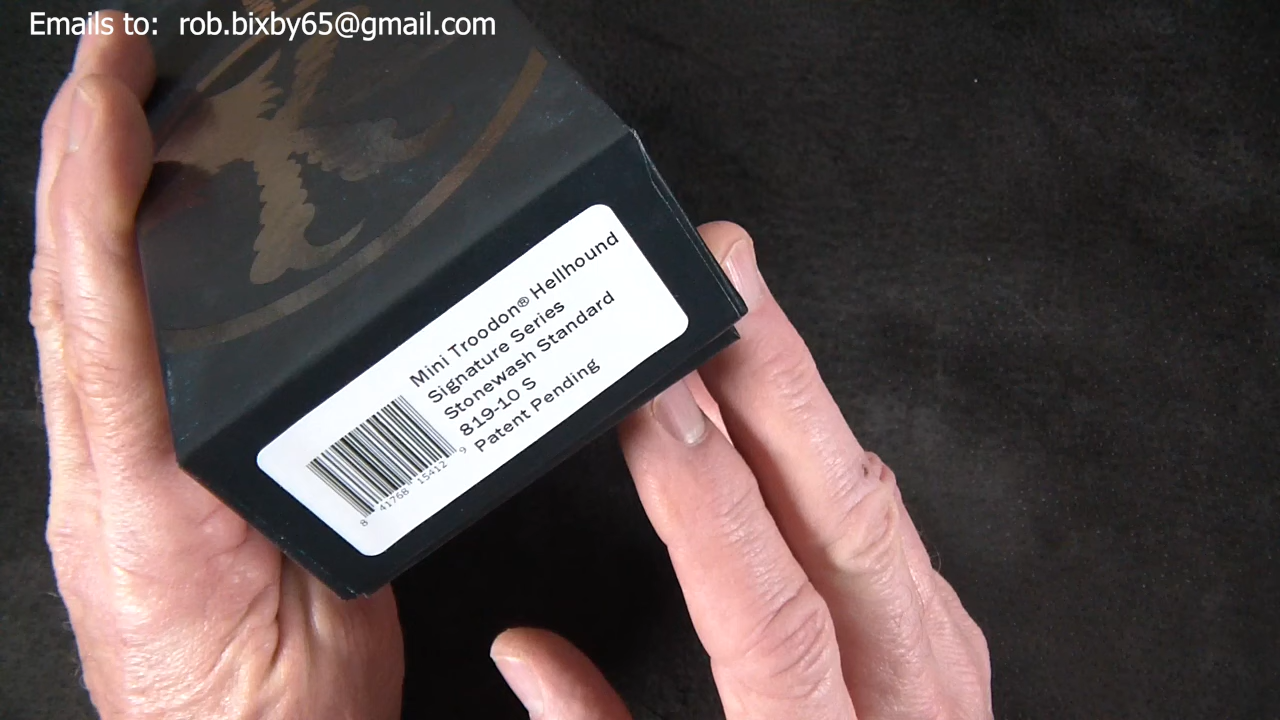 Emails to: rob.bixby65@gmail.com
Mini Troodon® Hellhound
Signature Series
Stonewash Standard
819-10 S
Patent Pending
8 41768 15412 9